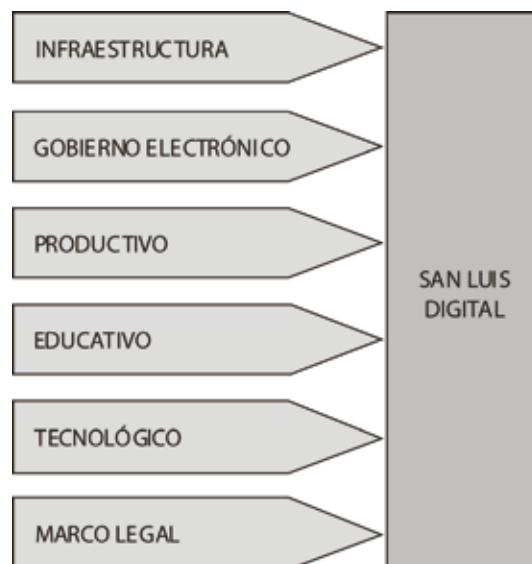 INFRAESTRUCTURA
GOBIERNO ELECTRÓNICO
PRODUCTIVO
EDUCATIVO
TECNOLÓGICO
MARCO LEGAL
SAN LUIS
DIGITAL